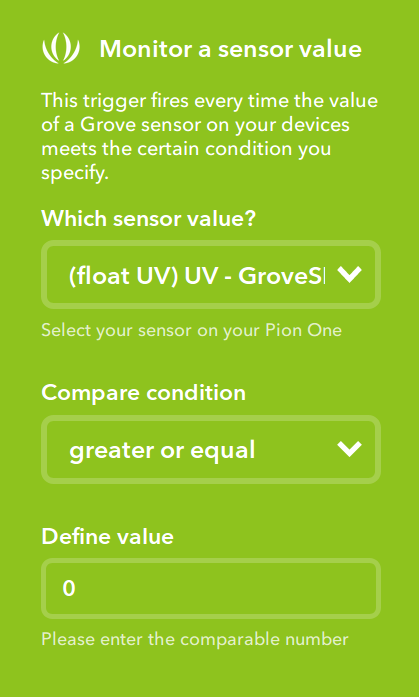 Monitor a sensor value
This trigger fires every time the value
of a Grove sensor on your devices
meets the certain condition you
specify.
Which sensor value?
(float UV) UV - GroveSI
Select your sensor on your Pion One
Compare condition
greater or equal
Define value
0
Please enter the comparable number